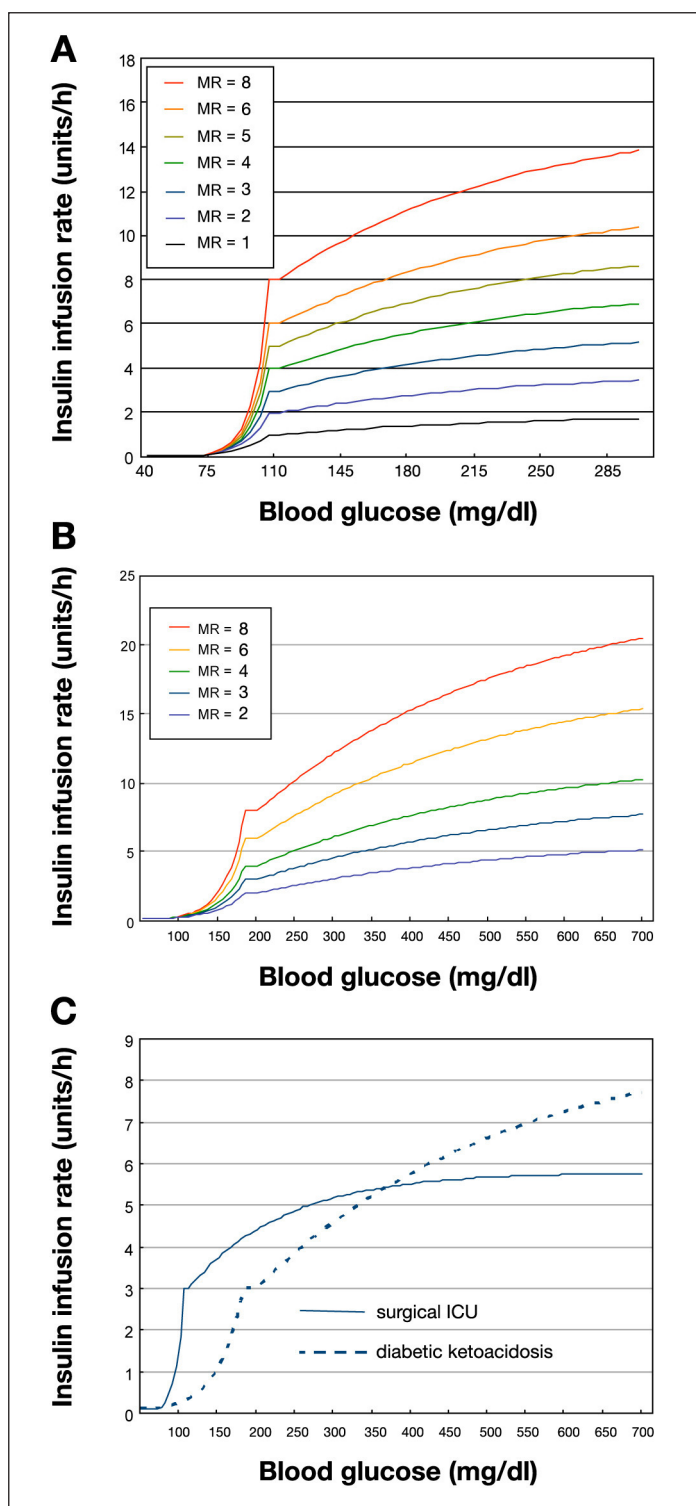 A
Insulin infusion rate (units/h)
18
16
14
12
10
8
6
4
2
0
MR = 8
MR = 6
MR = 5
MR = 4
MR = 3
MR = 2
MR = 1
40 75 110 145 180 215 250 285
Blood glucose (mg/dl)
B
Insulin infusion rate (units/h)
25
20
15
10
5
0
MR = 8
MR = 6
MR = 4
MR = 3
MR = 2
100 150 200 250 300 350 400 450 500 550 600 650 700
Blood glucose (mg/dl)
C
Insulin infusion rate (units/h)
9
8
7
6
5
4
3
2
1
0
surgical ICU
diabetic ketoacidosis
100 150 200 250 300 350 400 450 500 550 600 650 700
Blood glucose (mg/dl)